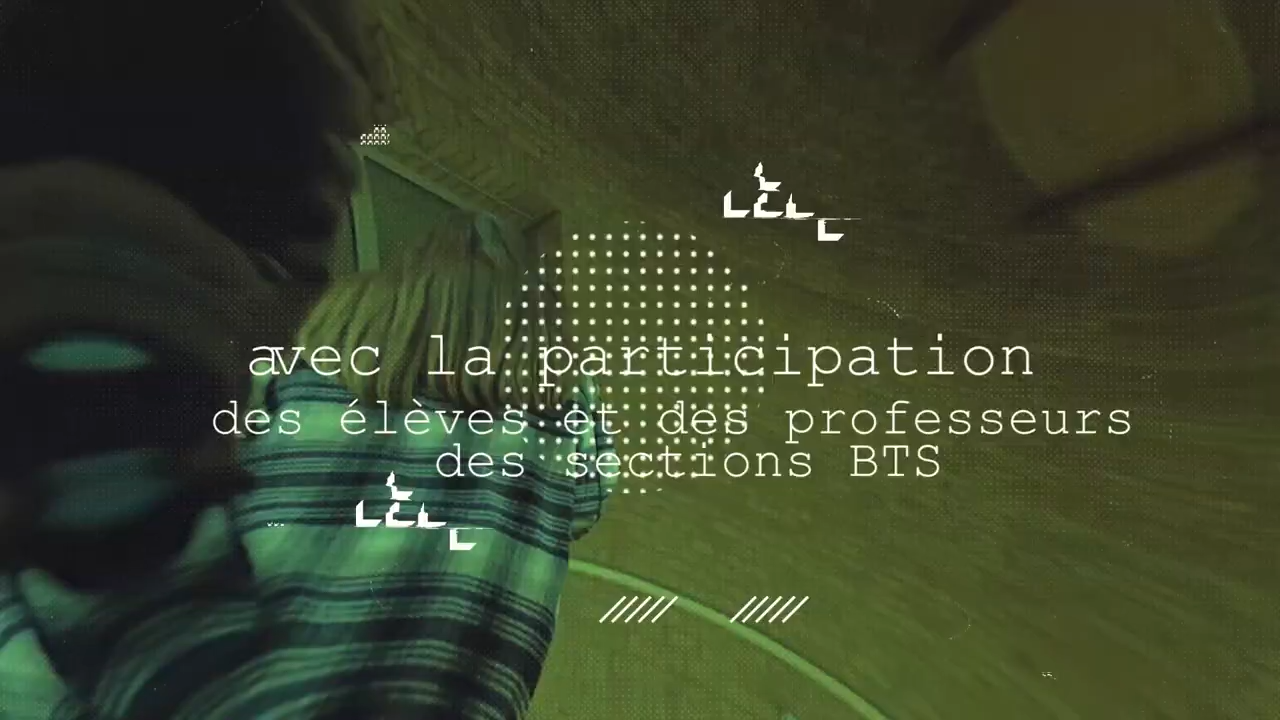 avec la participation
des élèves et des professeurs
des sections BTS